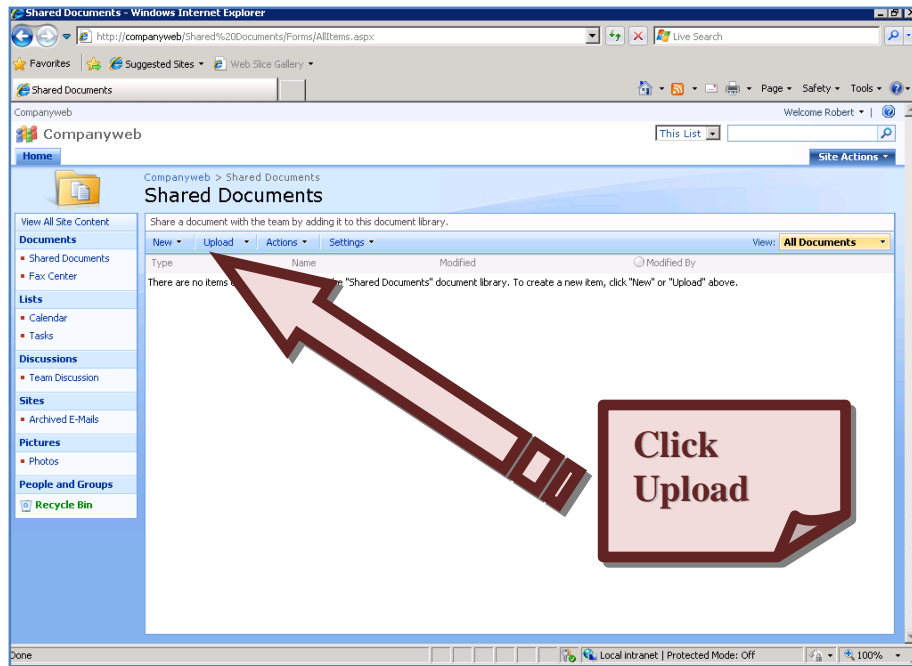 Shared Documents - Windows Internet Explorer
http://companyweb/Shared%20Documents/Forms/AllItems.aspx
Live Search
Favorites Suggested Sites Web Slice Gallery
Shared Documents
Page Safety Tools
Companyweb
Welcome Robert
Companyweb
This List
Home
Site Actions
Companyweb > Shared Documents
Shared Documents
View All Site Content
Share a document with the team by adding it to this document library.
Documents
New Upload Actions Settings
View: All Documents
Shared Documents
Type Name Modified Modified By
Fax Center
There are no items "Shared Documents" document library. To create a new item, click "New" or "Upload" above.
Lists
Calendar
Tasks
Discussions
Team Discussion
Sites
Archived E-Mails
Pictures
Photos
People and Groups
Recycle Bin
Click
Upload
Done
Local intranet | Protected Mode: Off
100%